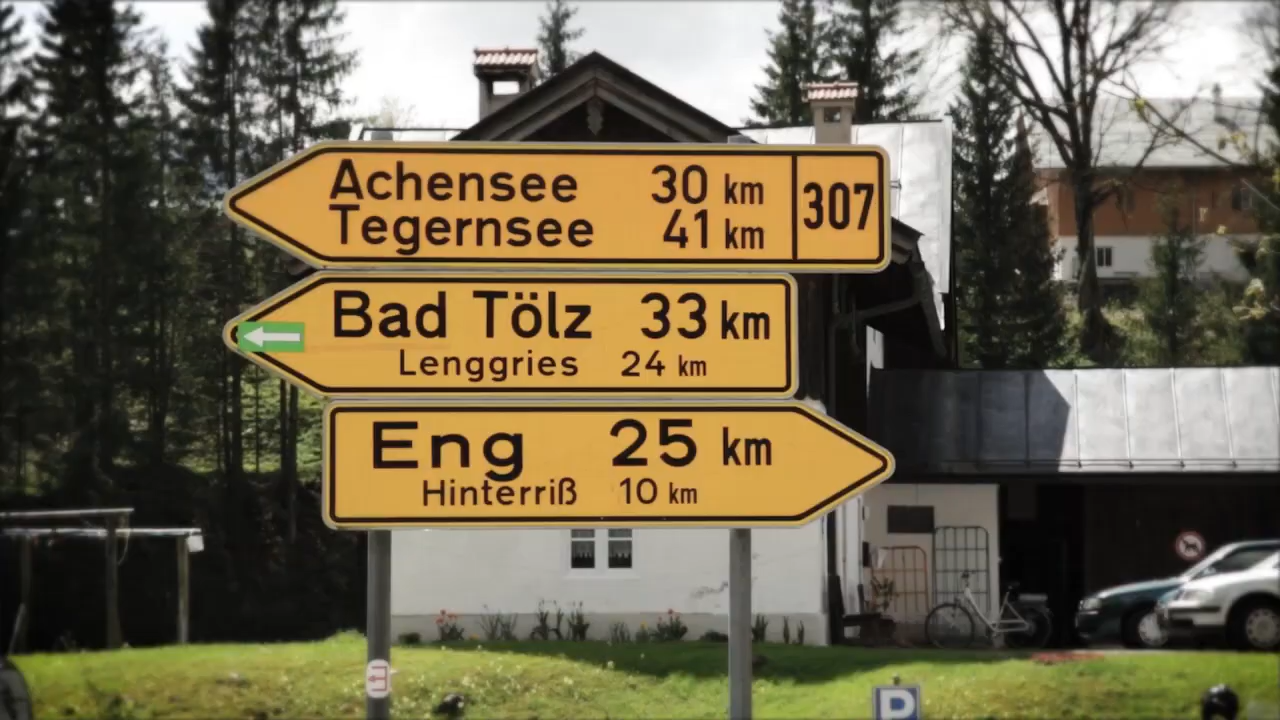 Achensee 30 km
Tegernsee 41 km
307
Bad Tölz 33 km
Lenggries 24 km
Eng 25 km
Hinterriß 10 km
P